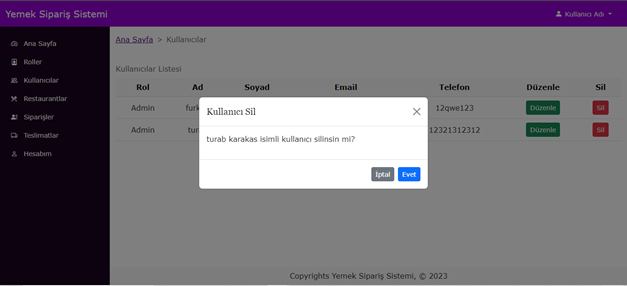 Yemek Sipariş Sistemi
Kullanıcı Adı
Ana Sayfa
Roller
Kullanıcılar
Restaurantlar
Siparişler
Teslimatlar
Hesabım
Ana Sayfa > Kullanıcılar
Kullanıcılar Listesi
Rol Ad Soyad Email Telefon Düzenle Sil
Admin 12qwe123 Düzenle Sil
Admin 12321312312 Düzenle Sil
Kullanıcı Sil
turab karakas isimli kullanıcı silinsin mi?
İptal Evet
Copyrights Yemek Sipariş Sistemi, © 2023